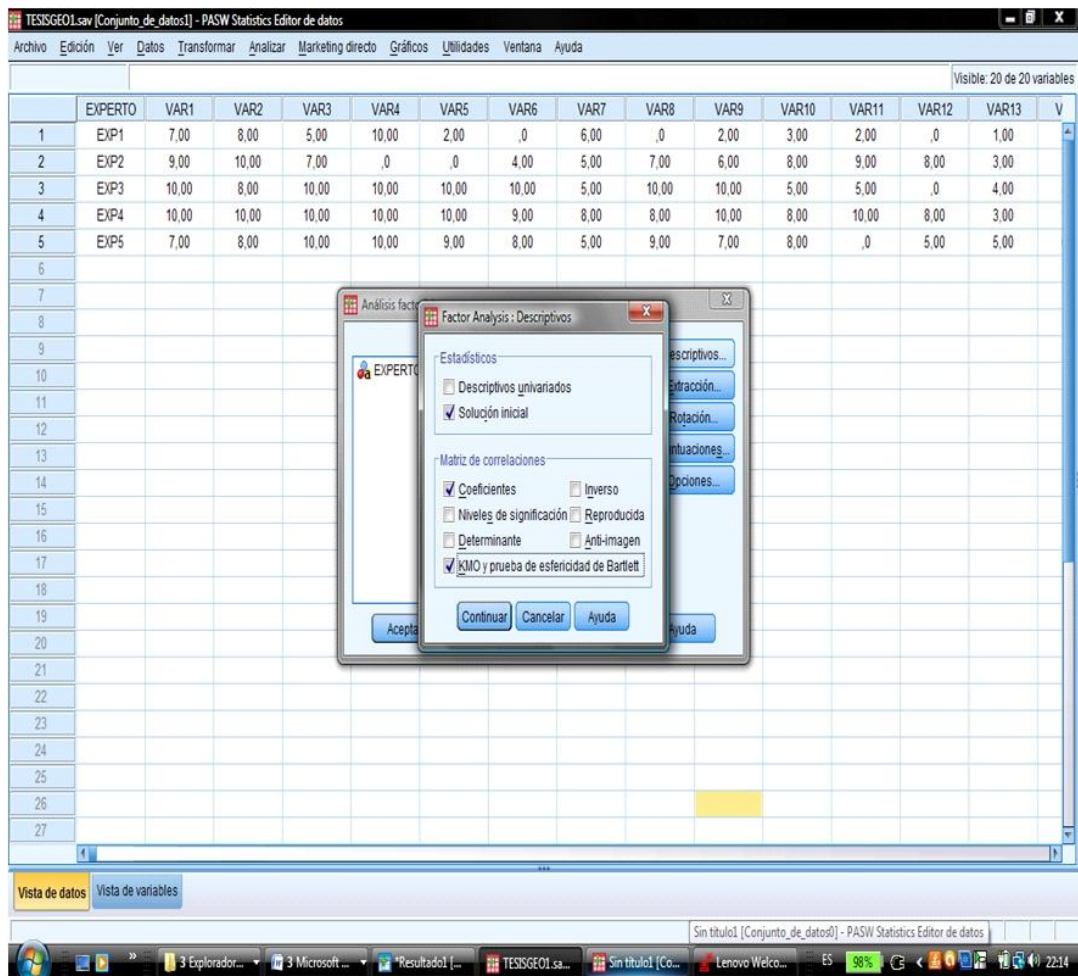 TESISGEO1.sav [Conjunto_de_datos1] - PASW Statistics Editor de datos
Archivo Edición Ver Datos Transformar Analizar Marketing directo Gráficos Utilidades Ventana Ayuda
Visible: 20 de 20 variables
EXPERTO VAR1 VAR2 VAR3 VAR4 VAR5 VAR6 VAR7 VAR8 VAR9 VAR10 VAR11 VAR12 VAR13 V
1 EXP1 7,00 8,00 5,00 10,00 2,00 ,0 6,00 ,0 2,00 3,00 2,00 ,0 1,00
2 EXP2 9,00 10,00 7,00 ,0 ,0 4,00 5,00 7,00 6,00 8,00 9,00 8,00 3,00
3 EXP3 10,00 8,00 10,00 10,00 10,00 10,00 5,00 10,00 10,00 5,00 5,00 ,0 4,00
4 EXP4 10,00 10,00 10,00 10,00 10,00 9,00 8,00 8,00 10,00 8,00 10,00 8,00 3,00
5 EXP5 7,00 8,00 10,00 10,00 9,00 8,00 5,00 9,00 7,00 8,00 ,0 5,00 5,00
6
7
8
9
10
11
12
13
14
15
16
17
18
19
20
21
22
23
24
25
26
27
Análisis facto
Factor Analysis : Descriptivos
EXPERTO
Estadísticos
Descriptivos univariados
Solución inicial
Matriz de correlaciones
Coeficientes Inverso
Niveles de significación Reproducida
Determinante Anti-imagen
KMO y prueba de esfericidad de Bartlett
Continuar Cancelar Ayuda
escriptivos...
xtracción...
Rotación...
ntuaciones...
Opciones...
Acepta
Ayuda
Vista de datos Vista de variables
Sin título1 [Conjunto_de_datos0] - PASW Statistics Editor de datos
» 3 Explorador... 3 Microsoft ... *Resultado1 [... TESISGEO1.sa... Sin título1 [Co... Lenovo Welco... ES 98% 22:14